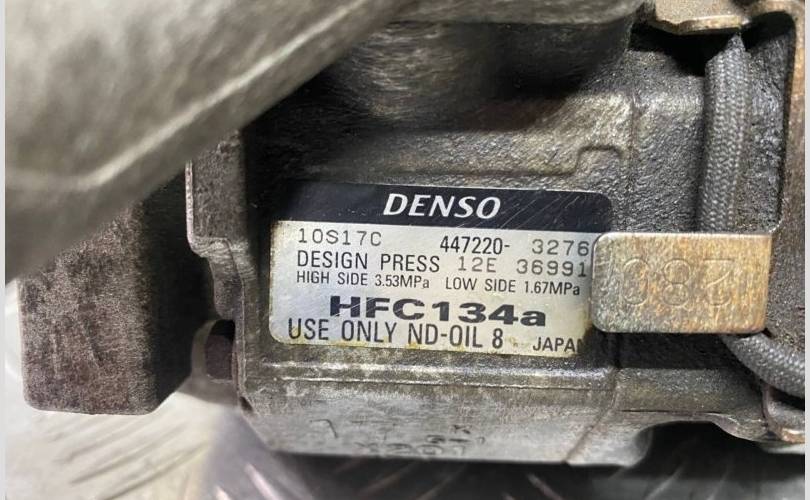 DENSO
10S17C 447220- 3276
DESIGN PRESS 12E 36991
HIGH SIDE 3.53MPa LOW SIDE 1.67MPa
HFC134a
USE ONLY ND-OIL 8 JAPAN